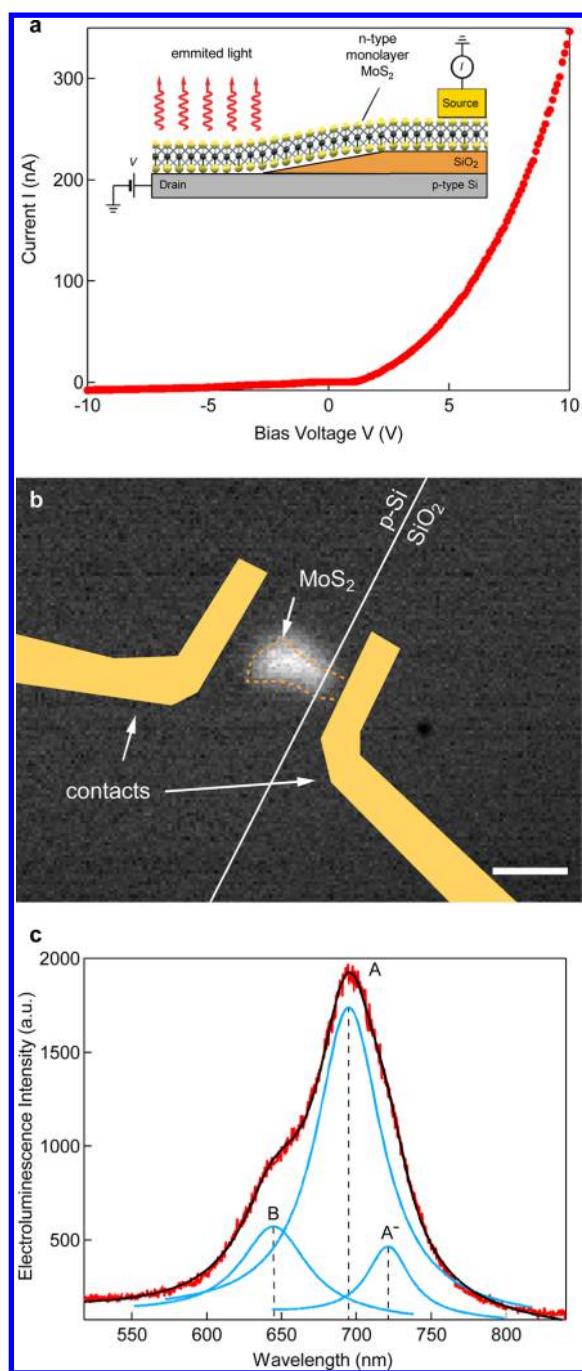 a
emmited light
n-type
monolayer
MoS₂
I
Source
SiO₂
V
Drain
p-type Si
Current I (nA)
300
200
100
0
-10
-5
0
5
10
Bias Voltage V (V)
b
p-Si
SiO₂
MoS₂
contacts
c
Electroluminescence Intensity (a.u.)
2000
1500
1000
500
A
B
A⁻
550
600
650
700
750
800
Wavelength (nm)